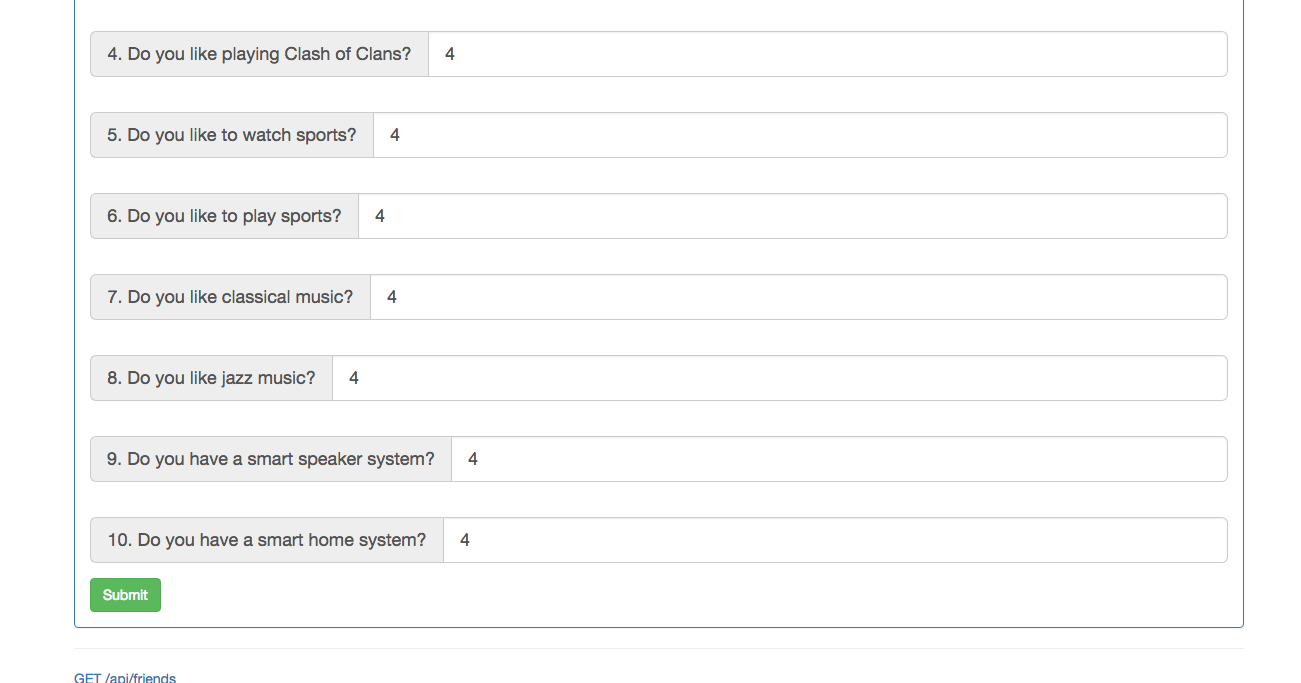 4. Do you like playing Clash of Clans? 4
5. Do you like to watch sports? 4
6. Do you like to play sports? 4
7. Do you like classical music? 4
8. Do you like jazz music? 4
9. Do you have a smart speaker system? 4
10. Do you have a smart home system? 4
Submit
GET /api/friends